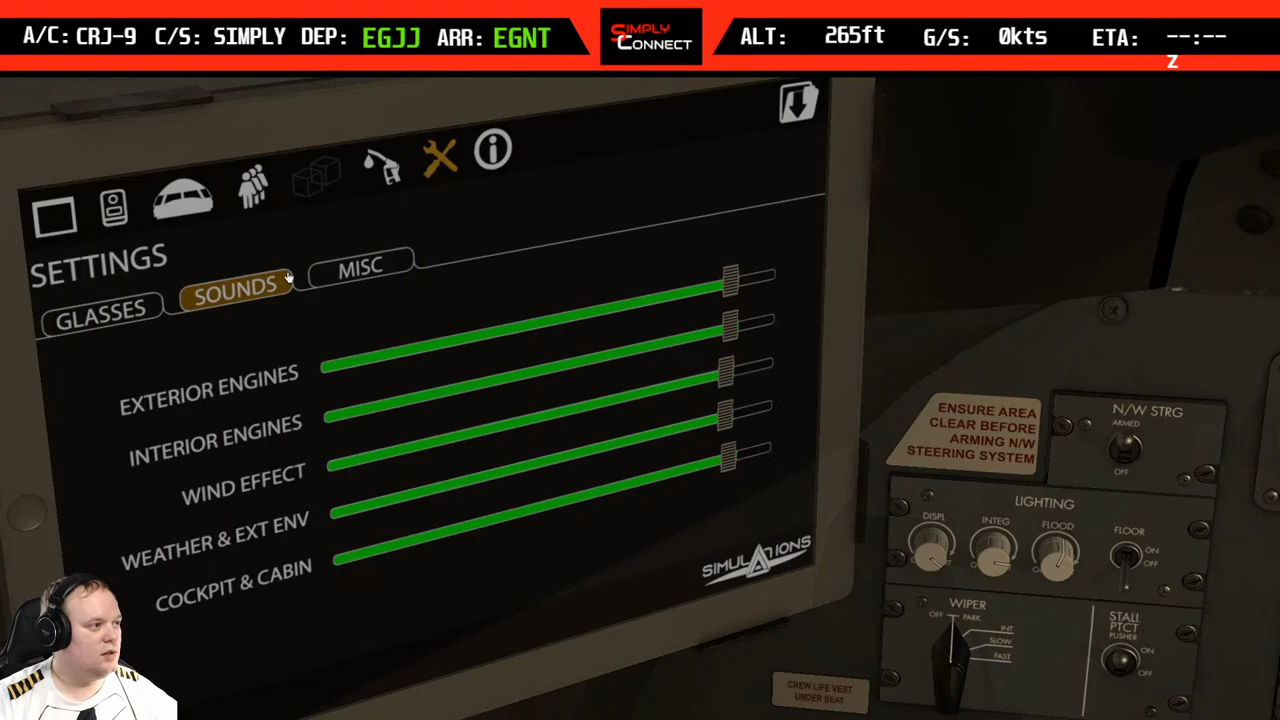 A/C: CRJ-9 C/S: SIMPLY DEP: EGJJ ARR: EGNT
SIMPLY
CONNECT
ALT: 265ft G/S: 0kts ETA: --:--
Z
SETTINGS
GLASSES SOUNDS MISC
EXTERIOR ENGINES
INTERIOR ENGINES
WIND EFFECT
WEATHER & EXT ENV
COCKPIT & CABIN
SIMULATIONS
ENSURE AREA
CLEAR BEFORE
ARMING N/W
STEERING SYSTEM
N/W STRG
ARMED
OFF
LIGHTING
DISPL INTEG FLOOD FLOOR
ON
OFF
WIPER
OFF PARK
INT
SLOW
FAST
STALL
PTCT
PUSHER
ON
OFF
CREW LIFE VEST
UNDER SEAT